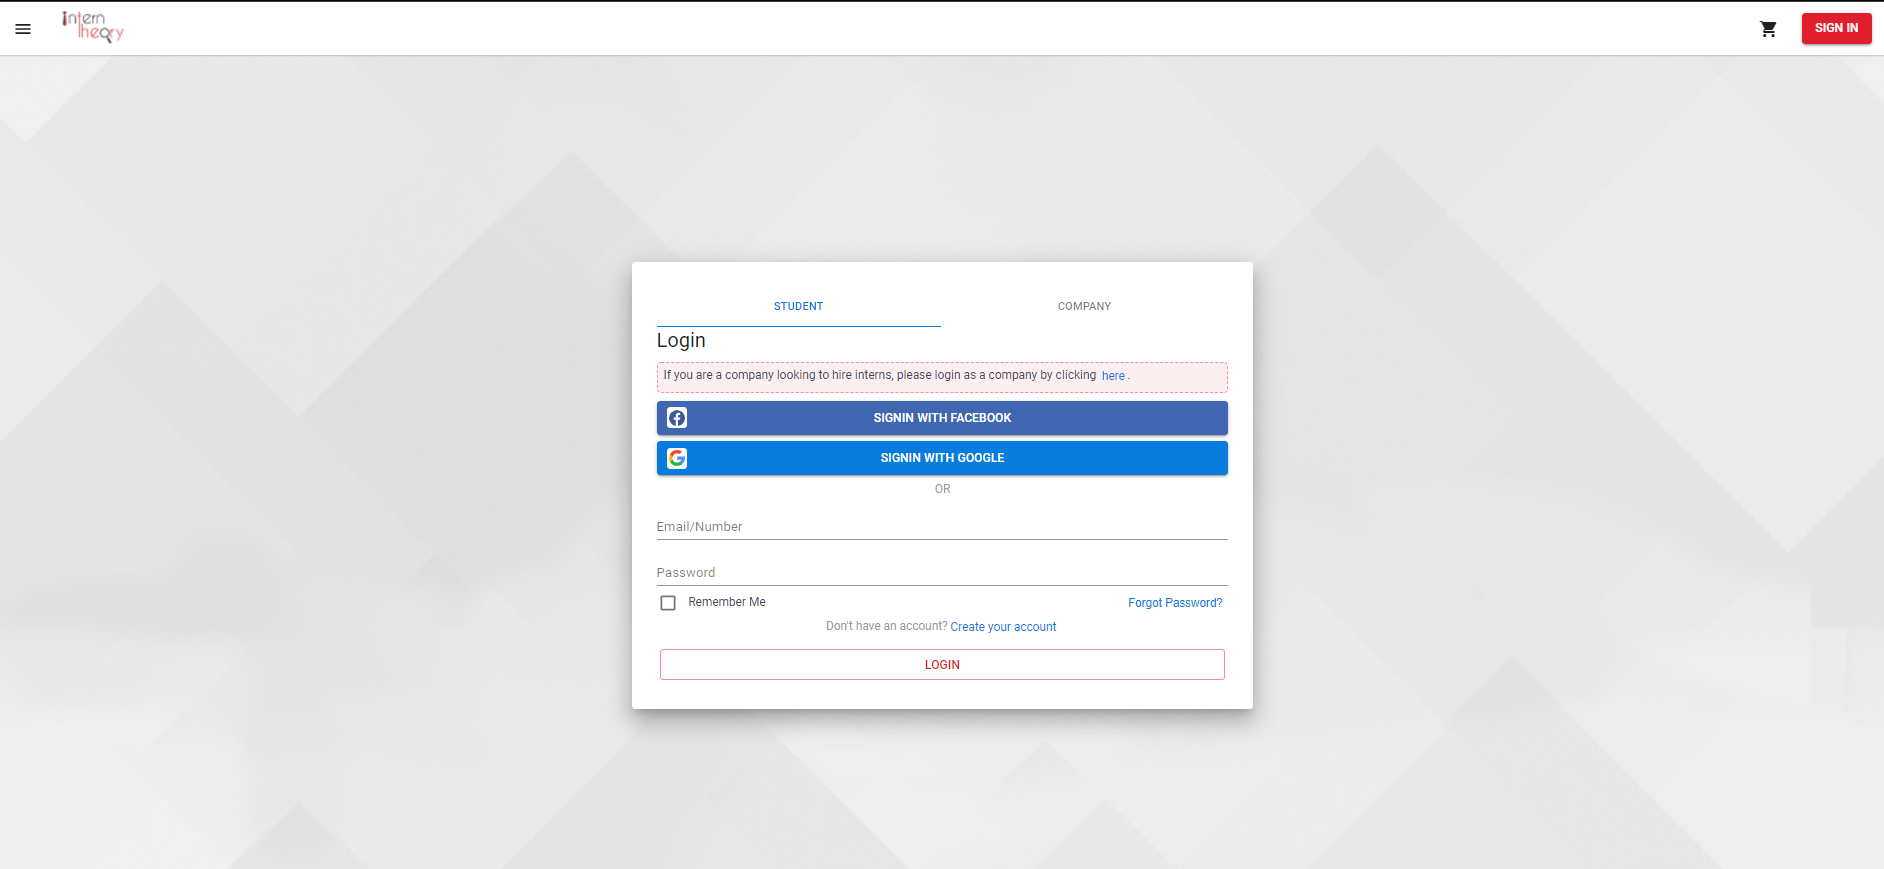 intern
theory
SIGN IN
STUDENT
COMPANY
Login
If you are a company looking to hire interns, please login as a company by clicking here .
SIGNIN WITH FACEBOOK
SIGNIN WITH GOOGLE
OR
Email/Number
Password
Remember Me
Forgot Password?
Don't have an account? Create your account
LOGIN